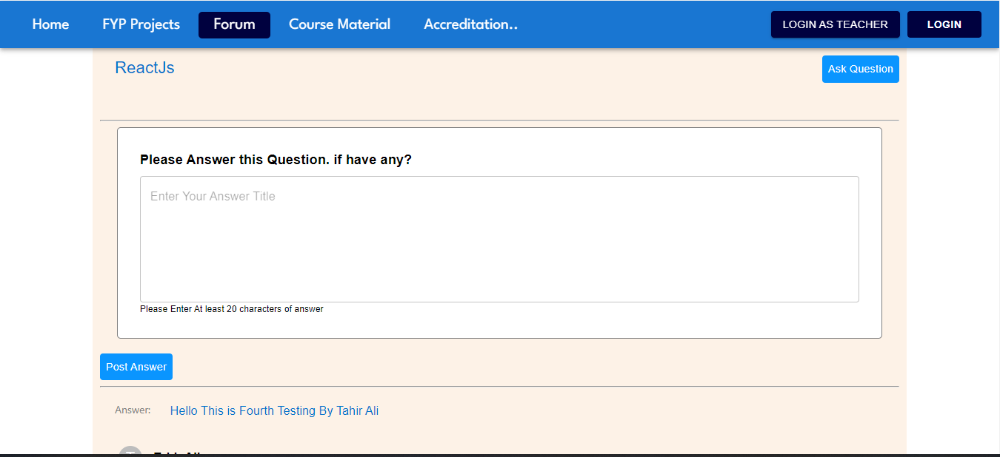 Home FYP Projects Forum Course Material Accreditation.. LOGIN AS TEACHER LOGIN
ReactJs Ask Question
Please Answer this Question. if have any?
Enter Your Answer Title
Please Enter At least 20 characters of answer
Post Answer
Answer: Hello This is Fourth Testing By Tahir Ali